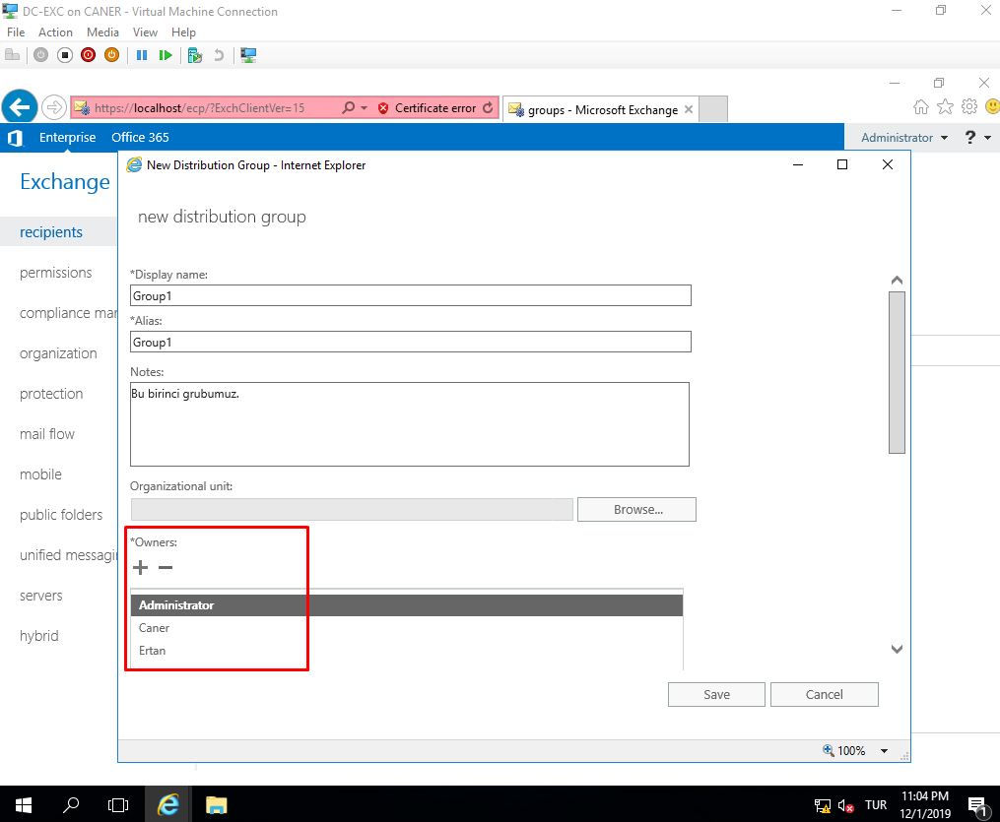 DC-EXC on CANER - Virtual Machine Connection
File Action Media View Help
https://localhost/ecp/?ExchClientVer=15 Certificate error groups - Microsoft Exchange
Enterprise Office 365 Administrator ?
New Distribution Group - Internet Explorer
Exchange
new distribution group
recipients
permissions
compliance mar
organization
protection
mail flow
mobile
public folders
unified messagin
servers
hybrid
*Display name:
Group1
*Alias:
Group1
Notes:
Bu birinci grubumuz.
Organizational unit:
Browse...
*Owners:
Administrator
Caner
Ertan
Save Cancel
100%
TUR
11:04 PM
12/1/2019
1